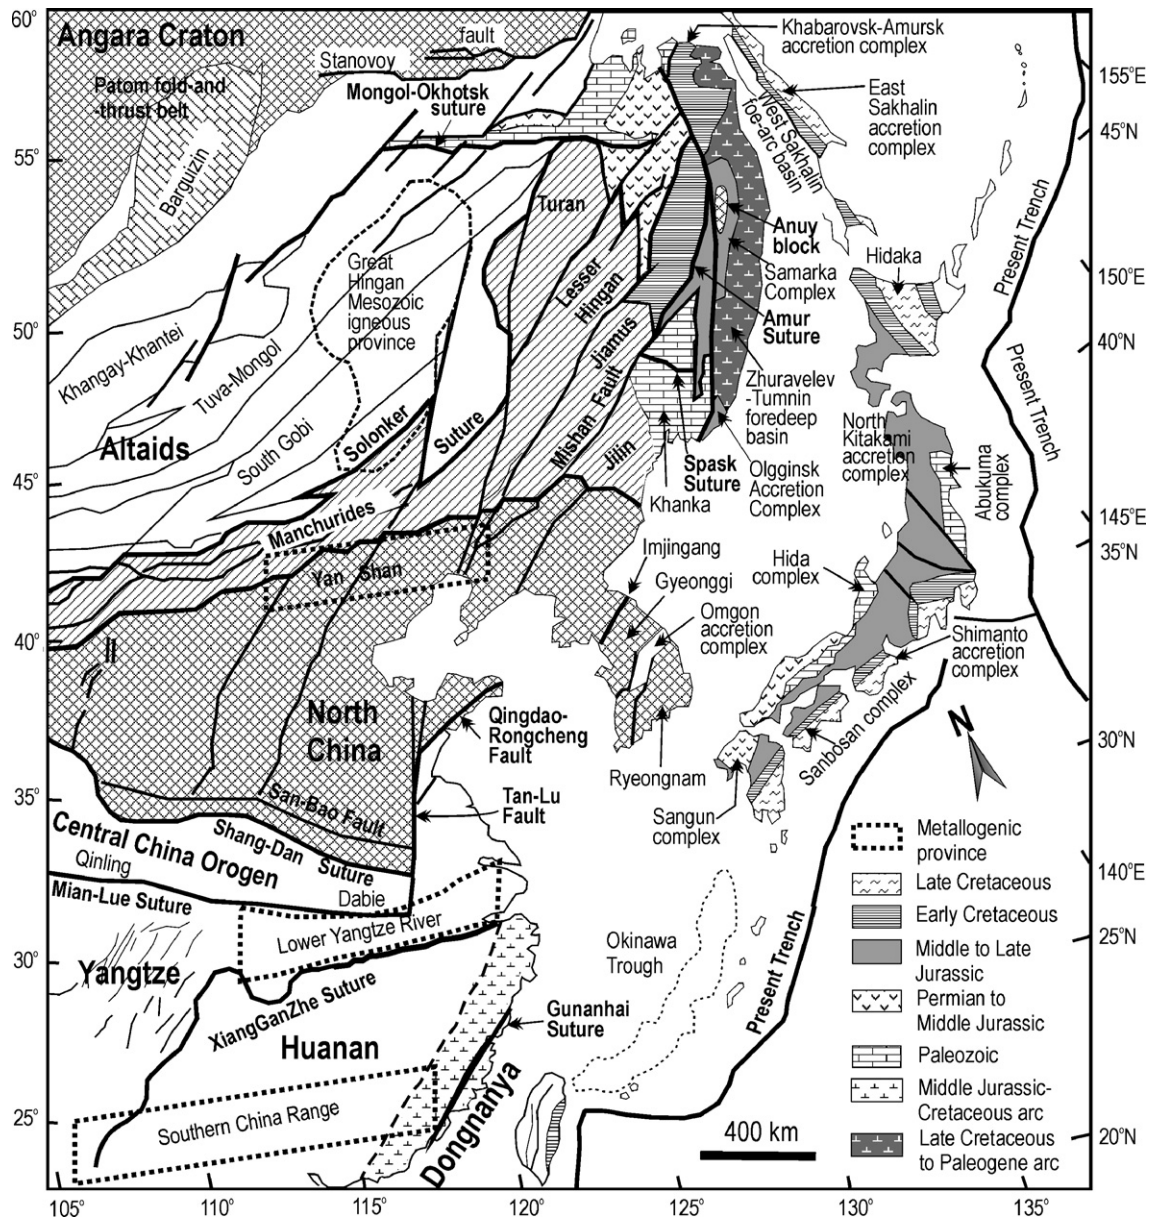 60°
Angara Craton
fault
Stanovoy
Khabarovsk-Amursk
accretion complex
Patom fold-and
-thrust belt
Mongol-Okhotsk
suture
East
Sakhalin
accretion
complex
155°E
45°N
West Sakhalin
foe-arc basin
55°
Barguizin
Turan
Anuy
block
Present Trench
Great
Hingan
Mesozoic
igneous
province
Lesser
Hingan
Samarka
Complex
Hidaka
150°E
Amur
Suture
50°
Khangay-Khantei
Tuva-Mongol
Jiamus
40°N
Present Trench
Zhuravelev
-Tumnin
foredeep
basin
Mishan Fault
Altaids
South Gobi
Solonker
Suture
North
Kitakami
accretion
complex
Abukuma
complex
Jilin
Spask
Suture
Olgginsk
Accretion
Complex
45°
Khanka
Manchurides
145°E
35°N
Imjingang
Hida
complex
Yan Shan
Gyeonggi
Omgon
accretion
complex
40°
Shimanto
accretion
complex
North
China
Qingdao-
Rongcheng
Fault
Sanbosan complex
N
30°N
Ryeongnam
35°
San-Bao Fault
Tan-Lu
Fault
Sangun
complex
Central China Orogen
Shang-Dan Suture
Metallogenic
province
Qinling
140°E
Late Cretaceous
Mian-Lue Suture
Dabie
Early Cretaceous
Lower Yangtze River
Okinawa
Trough
25°N
Middle to Late
Jurassic
30°
Yangtze
Present Trench
XiangGanZhe Suture
Permian to
Middle Jurassic
Gunanhai
Suture
Huanan
Paleozoic
Middle Jurassic-
Cretaceous arc
Dongnanya
25°
Southern China Range
400 km
Late Cretaceous
to Paleogene arc
20°N
105°
110°
115°
120°
125°
130°
135°